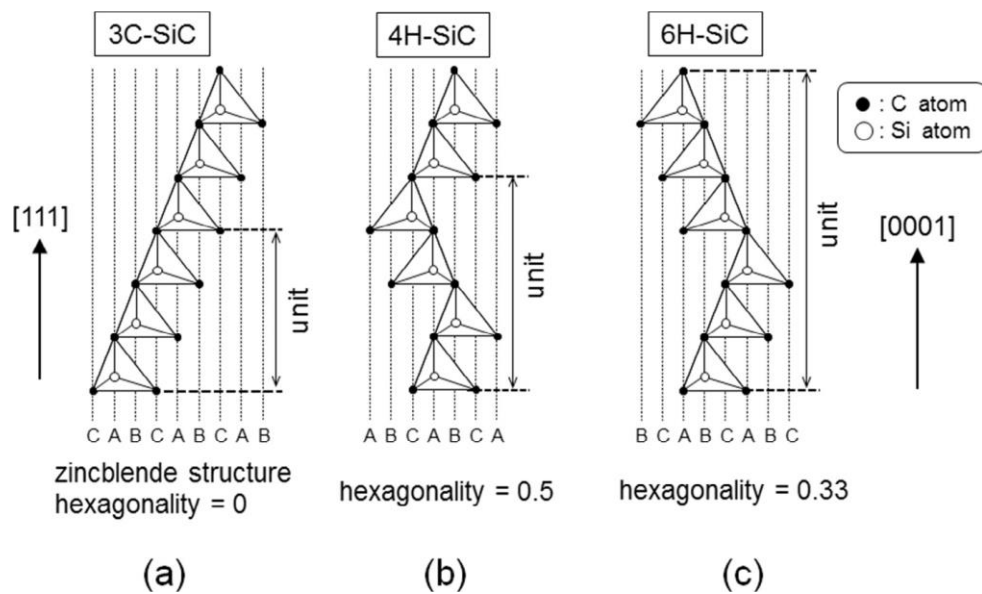 3C-SiC
4H-SiC
6H-SiC
● : C atom
○ : Si atom
[111]
unit
unit
unit
[0001]
C A B C A B C A B
A B C A B C A
B C A B C A B C
zincblende structure
hexagonality = 0
hexagonality = 0.5
hexagonality = 0.33
(a)
(b)
(c)